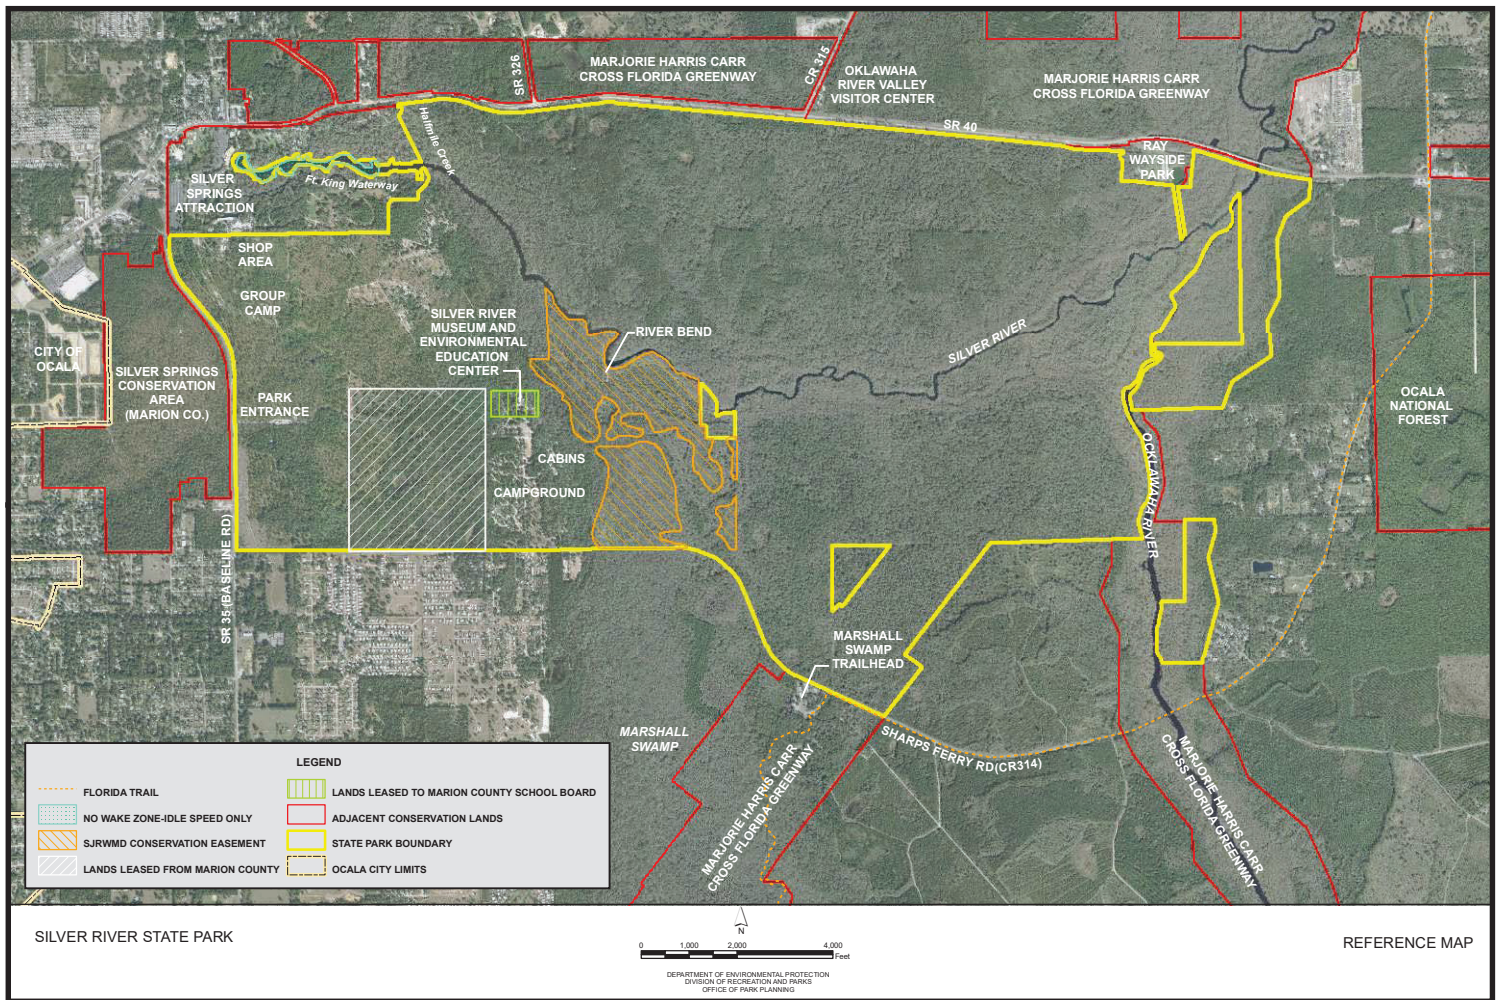 SR 326
MARJORIE HARRIS CARR
CROSS FLORIDA GREENWAY
CR 315
OKLAWAHA
RIVER VALLEY
VISITOR CENTER
MARJORIE HARRIS CARR
CROSS FLORIDA GREENWAY
SR 40
Halfmile Creek
RAY
WAYSIDE
PARK
SILVER
SPRINGS
ATTRACTION
Ft. King Waterway
SHOP
AREA
GROUP
CAMP
SILVER RIVER
MUSEUM AND
ENVIRONMENTAL
EDUCATION
CENTER
RIVER BEND
SILVER RIVER
CITY OF
OCALA
SILVER SPRINGS
CONSERVATION
AREA
(MARION CO.)
PARK
ENTRANCE
OCALA
NATIONAL
FOREST
CABINS
CAMPGROUND
OCKLAWAHA RIVER
SR 35 (BASELINE RD)
MARSHALL
SWAMP
TRAILHEAD
MARSHALL
SWAMP
SHARPS FERRY RD(CR314)
MARJORIE HARRIS CARR
CROSS FLORIDA GREENWAY
MARJORIE HARRIS CARR
CROSS FLORIDA GREENWAY
LEGEND
FLORIDA TRAIL
NO WAKE ZONE-IDLE SPEED ONLY
SJRWMD CONSERVATION EASEMENT
LANDS LEASED FROM MARION COUNTY
LANDS LEASED TO MARION COUNTY SCHOOL BOARD
ADJACENT CONSERVATION LANDS
STATE PARK BOUNDARY
OCALA CITY LIMITS
SILVER RIVER STATE PARK
N
0 1,000 2,000 4,000
Feet
DEPARTMENT OF ENVIRONMENTAL PROTECTION
DIVISION OF RECREATION AND PARKS
OFFICE OF PARK PLANNING
REFERENCE MAP